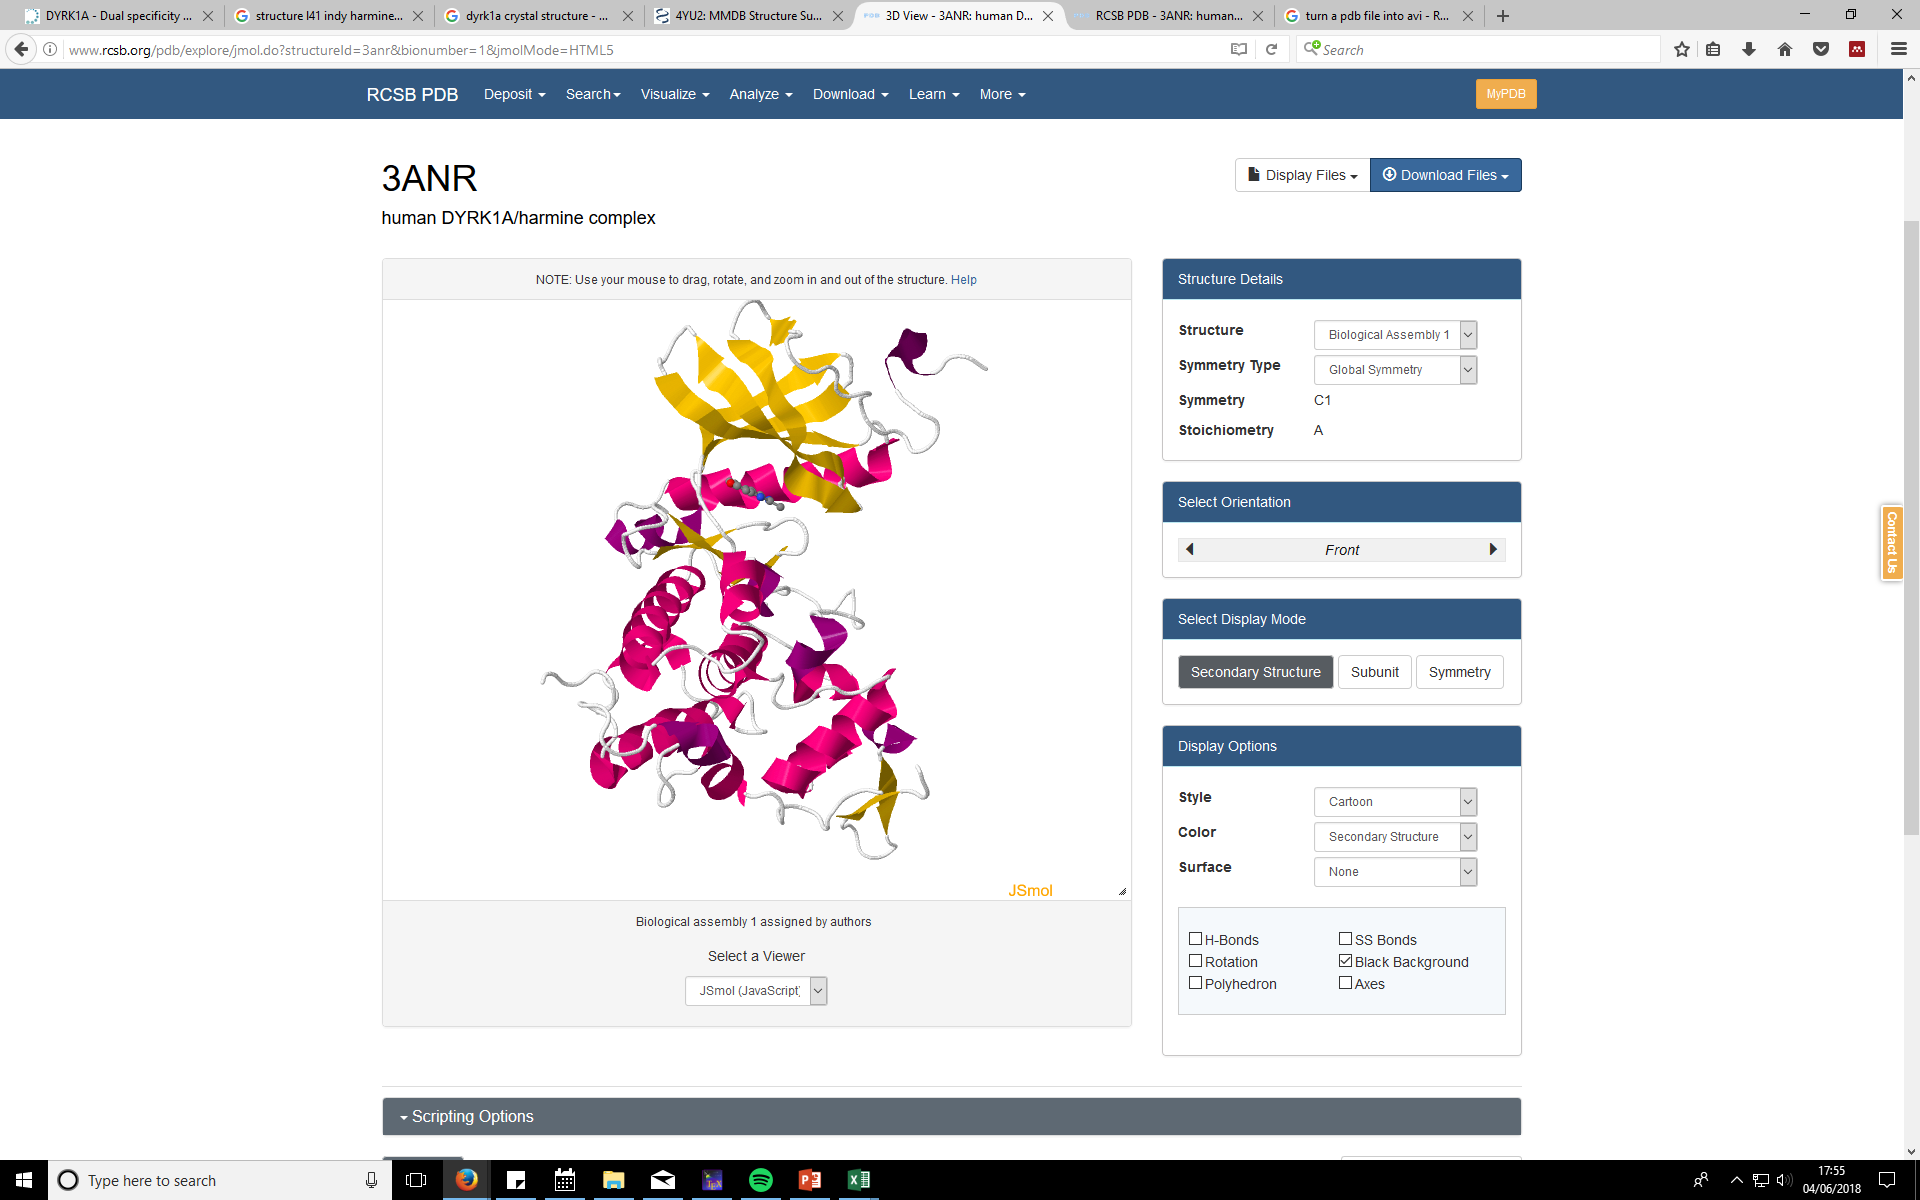 DYRK1A - Dual specificity ...
structure l41 indy harmine...
dyrk1a crystal structure - ...
4YU2: MMDB Structure Su...
3D View - 3ANR: human D...
RCSB PDB - 3ANR: human...
turn a pdb file into avi - R...
www.rcsb.org/pdb/explore/jmol.do?structureId=3anr&bionumber=1&jmolMode=HTML5
Search
RCSB PDB Deposit Search Visualize Analyze Download Learn More MyPDB
3ANR
Display Files Download Files
human DYRK1A/harmine complex
NOTE: Use your mouse to drag, rotate, and zoom in and out of the structure. Help
JSmol
Biological assembly 1 assigned by authors
Select a Viewer
JSmol (JavaScript)
Structure Details
Structure Biological Assembly 1
Symmetry Type Global Symmetry
Symmetry C1
Stoichiometry A
Select Orientation
Front
Select Display Mode
Secondary Structure Subunit Symmetry
Display Options
Style Cartoon
Color Secondary Structure
Surface None
H-Bonds SS Bonds
Rotation Black Background
Polyhedron Axes
Contact Us
Scripting Options
Type here to search
17:55
04/06/2018